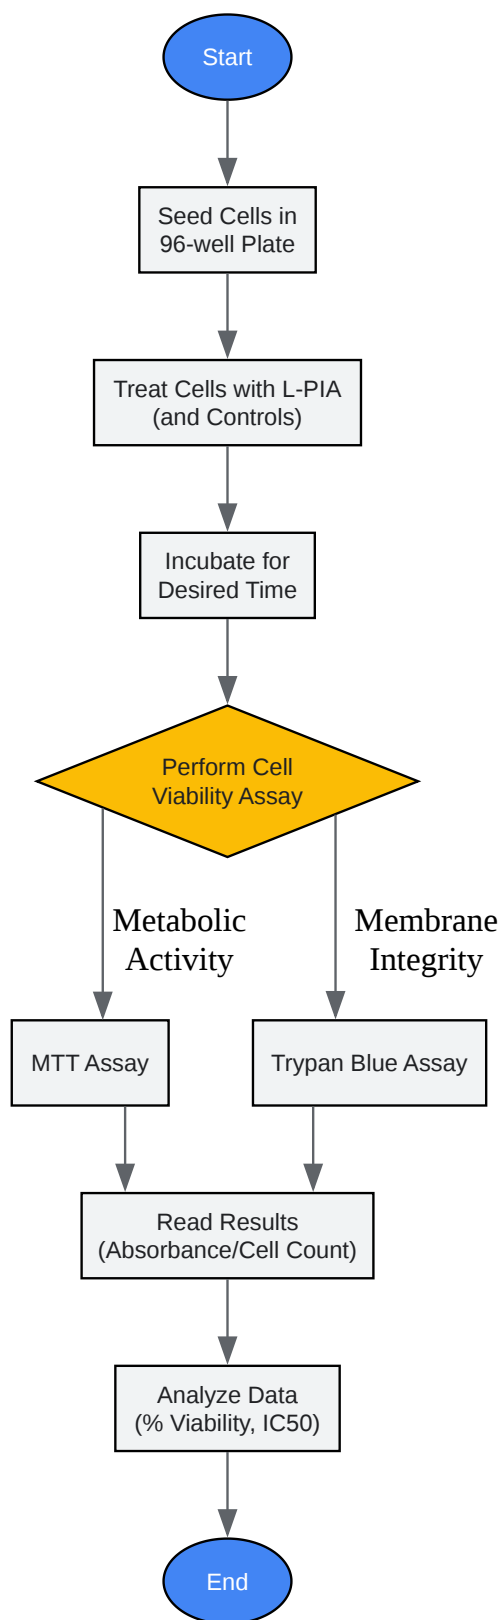 Start
Seed Cells in
96-well Plate
Treat Cells with L-PIA
(and Controls)
Incubate for
Desired Time
Perform Cell
Viability Assay
Metabolic
Activity
Membrane
Integrity
MTT Assay
Trypan Blue Assay
Read Results
(Absorbance/Cell Count)
Analyze Data
(% Viability, IC50)
End